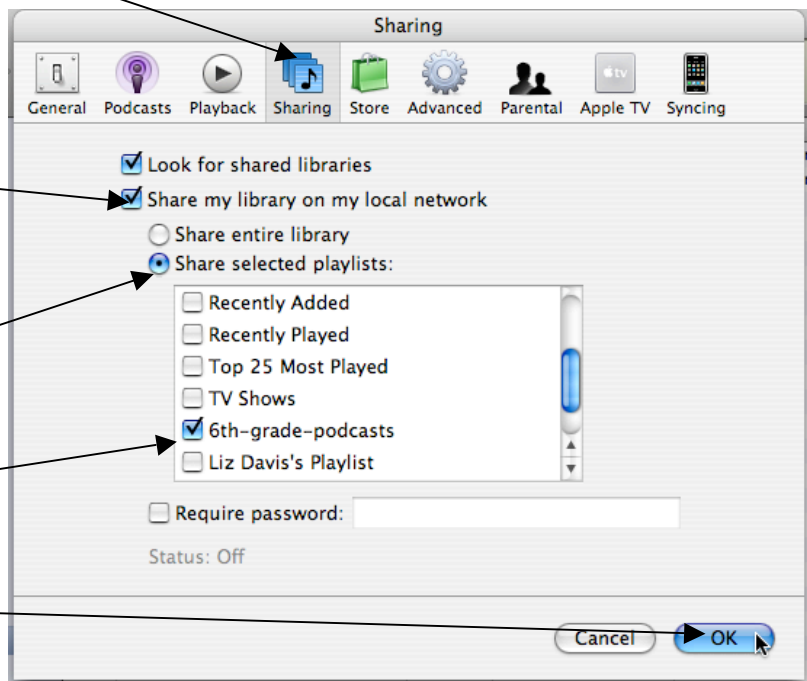 Sharing
General Podcasts Playback Sharing Store Advanced Parental Apple TV Syncing
Look for shared libraries
Share my library on my local network
Share entire library
Share selected playlists:
Recently Added
Recently Played
Top 25 Most Played
TV Shows
6th-grade-podcasts
Liz Davis's Playlist
Require password:
Status: Off
Cancel OK